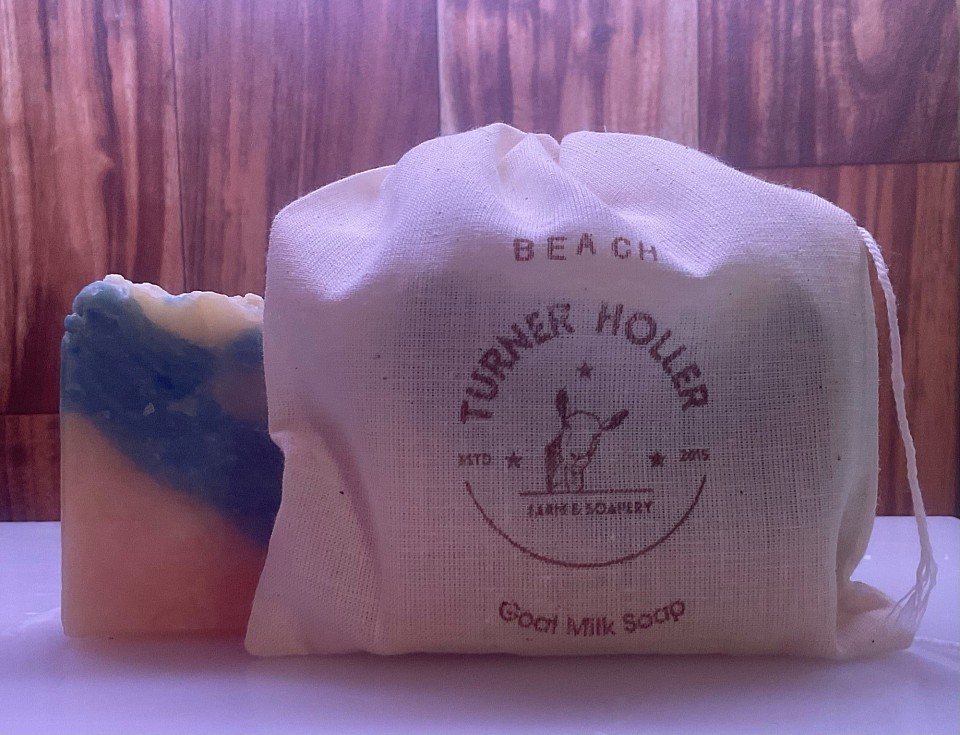 BEACH
TURNER HOLLER
ESTD 2015
FARM & SOAPERY
Goat Milk Soap